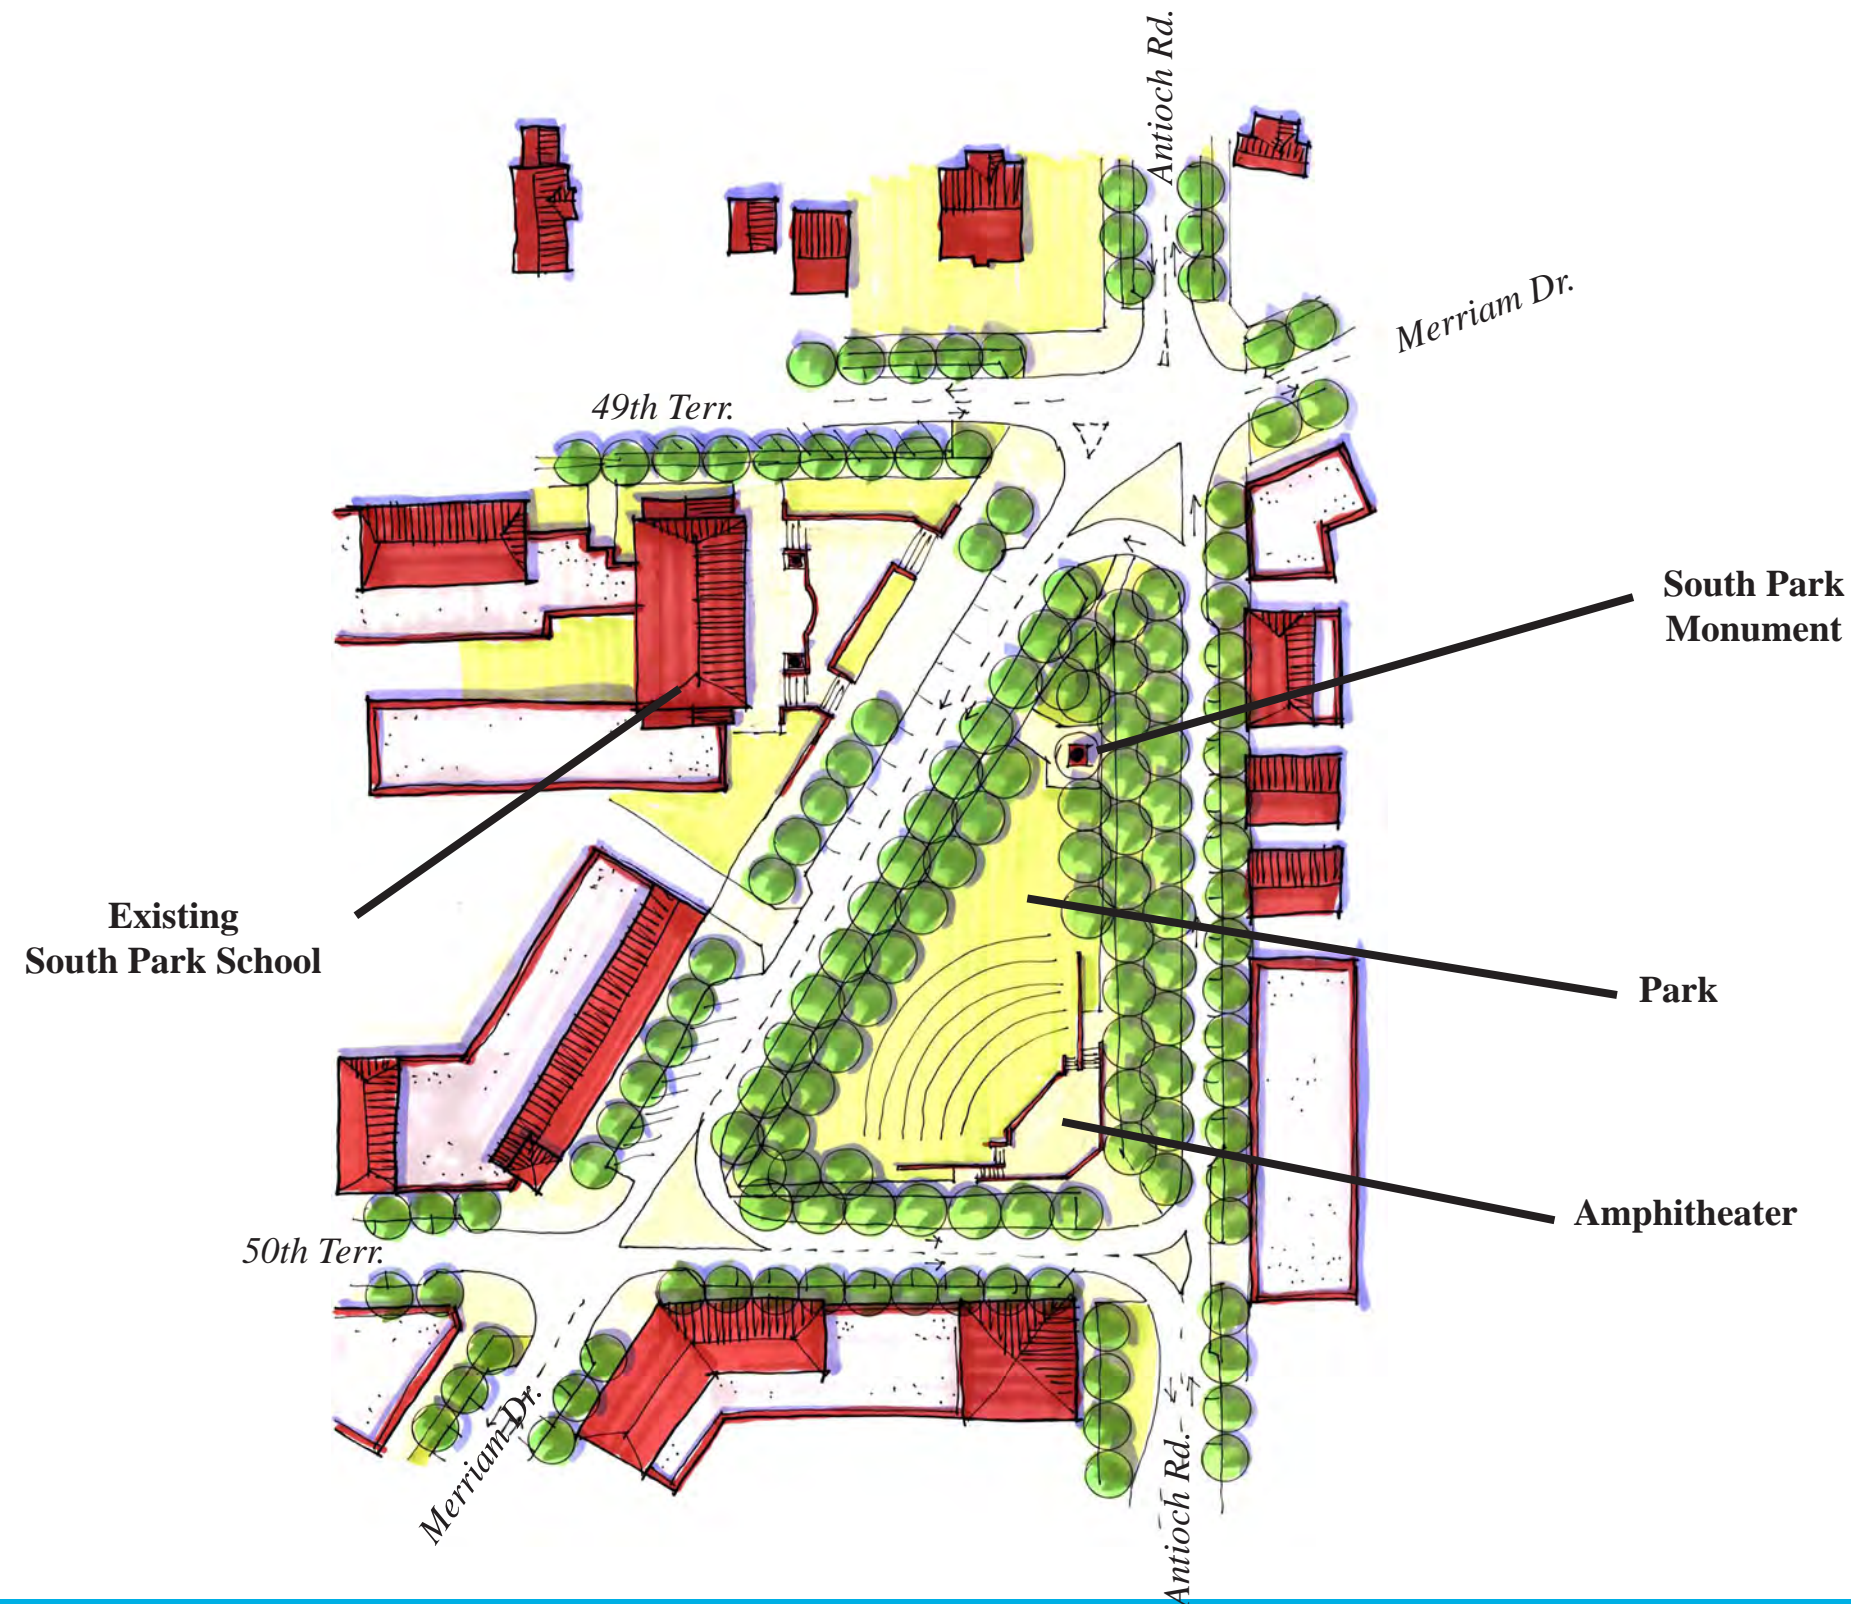 Antioch Rd.
Merriam Dr.
49th Terr.
South Park
Monument
Existing
South Park School
Park
Amphitheater
50th Terr.
Merriam Dr.
Antioch Rd.